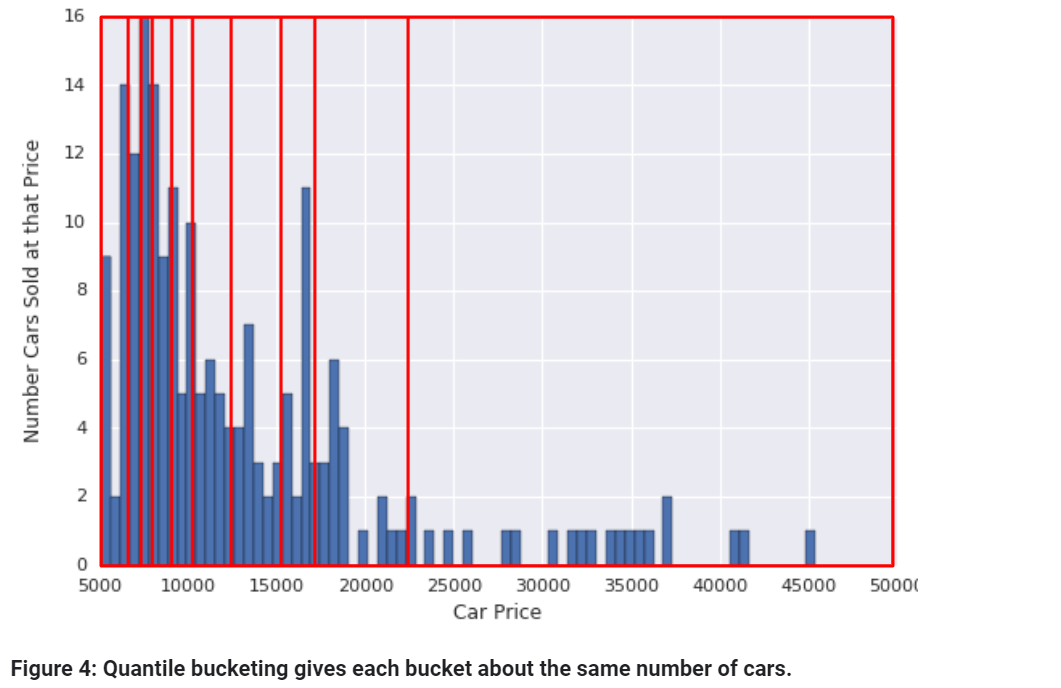 16
14
12
10
8
6
4
2
0
Number Cars Sold at that Price
5000 10000 15000 20000 25000 30000 35000 40000 45000 5000
Car Price
Figure 4: Quantile bucketing gives each bucket about the same number of cars.